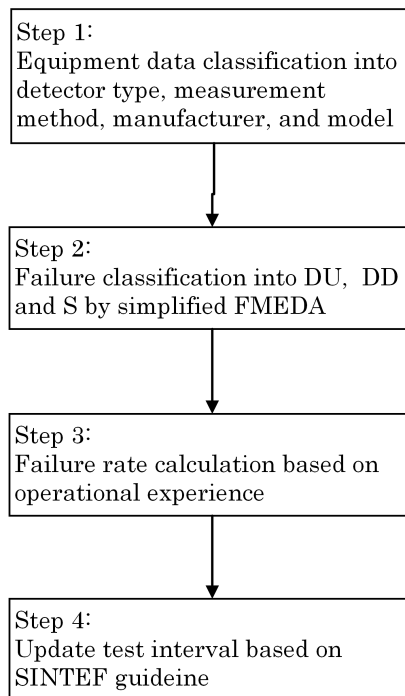 Step 1:
Equipment data classification into
detector type, measurement
method, manufacturer, and model
Step 2:
Failure classification into DU, DD
and S by simplified FMEDA
Step 3:
Failure rate calculation based on
operational experience
Step 4:
Update test interval based on
SINTEF guideine